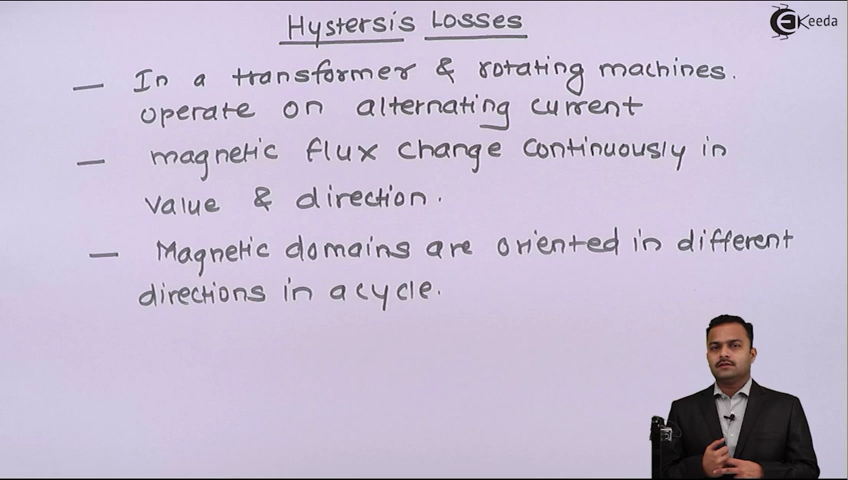 Hystersis Losses
Ekeeda
— In a transformer & rotating machines.
operate on alternating current
— magnetic flux change continuously in
value & direction.
— Magnetic domains are oriented in different
directions in a cycle.